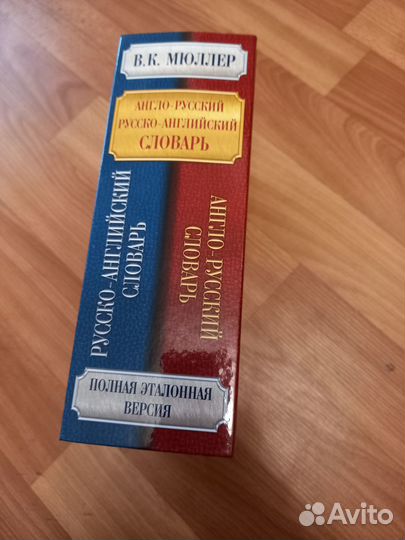 В.К. МЮЛЛЕР
АНГЛО-РУССКИЙ
РУССКО-АНГЛИЙСКИЙ
СЛОВАРЬ
РУССКО-АНГЛИЙСКИЙ
СЛОВАРЬ
АНГЛО-РУССКИЙ
СЛОВАРЬ
ПОЛНАЯ ЭТАЛОННАЯ
ВЕРСИЯ
Avito